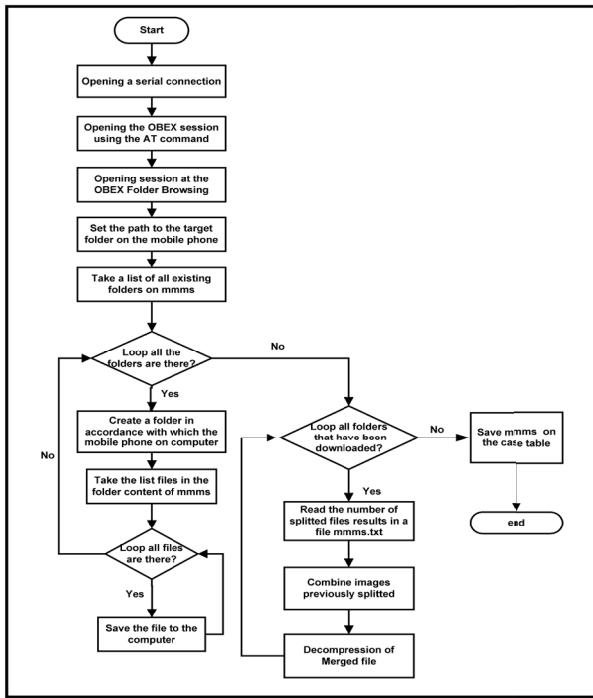 Start
Opening a serial connection
Opening the OBEX session
using the AT command
Opening session at the
OBEX Folder Browsing
Set the path to the target
folder on the mobile phone
Take a list of all existing
folders on mmms
Loop all the
folders are there?
No
Yes
Create a folder in
accordance with which the
mobile phone on computer
No
Take the list files in the
folder content of mmms
Loop all files
are there?
Yes
Save the file to the
computer
Loop all folders
that have been
downloaded?
No
Save mmms on
the case table
end
Yes
Read the number of
splitted files results in a
file mmms.txt
Combine images
previously splitted
Decompression of
Merged file